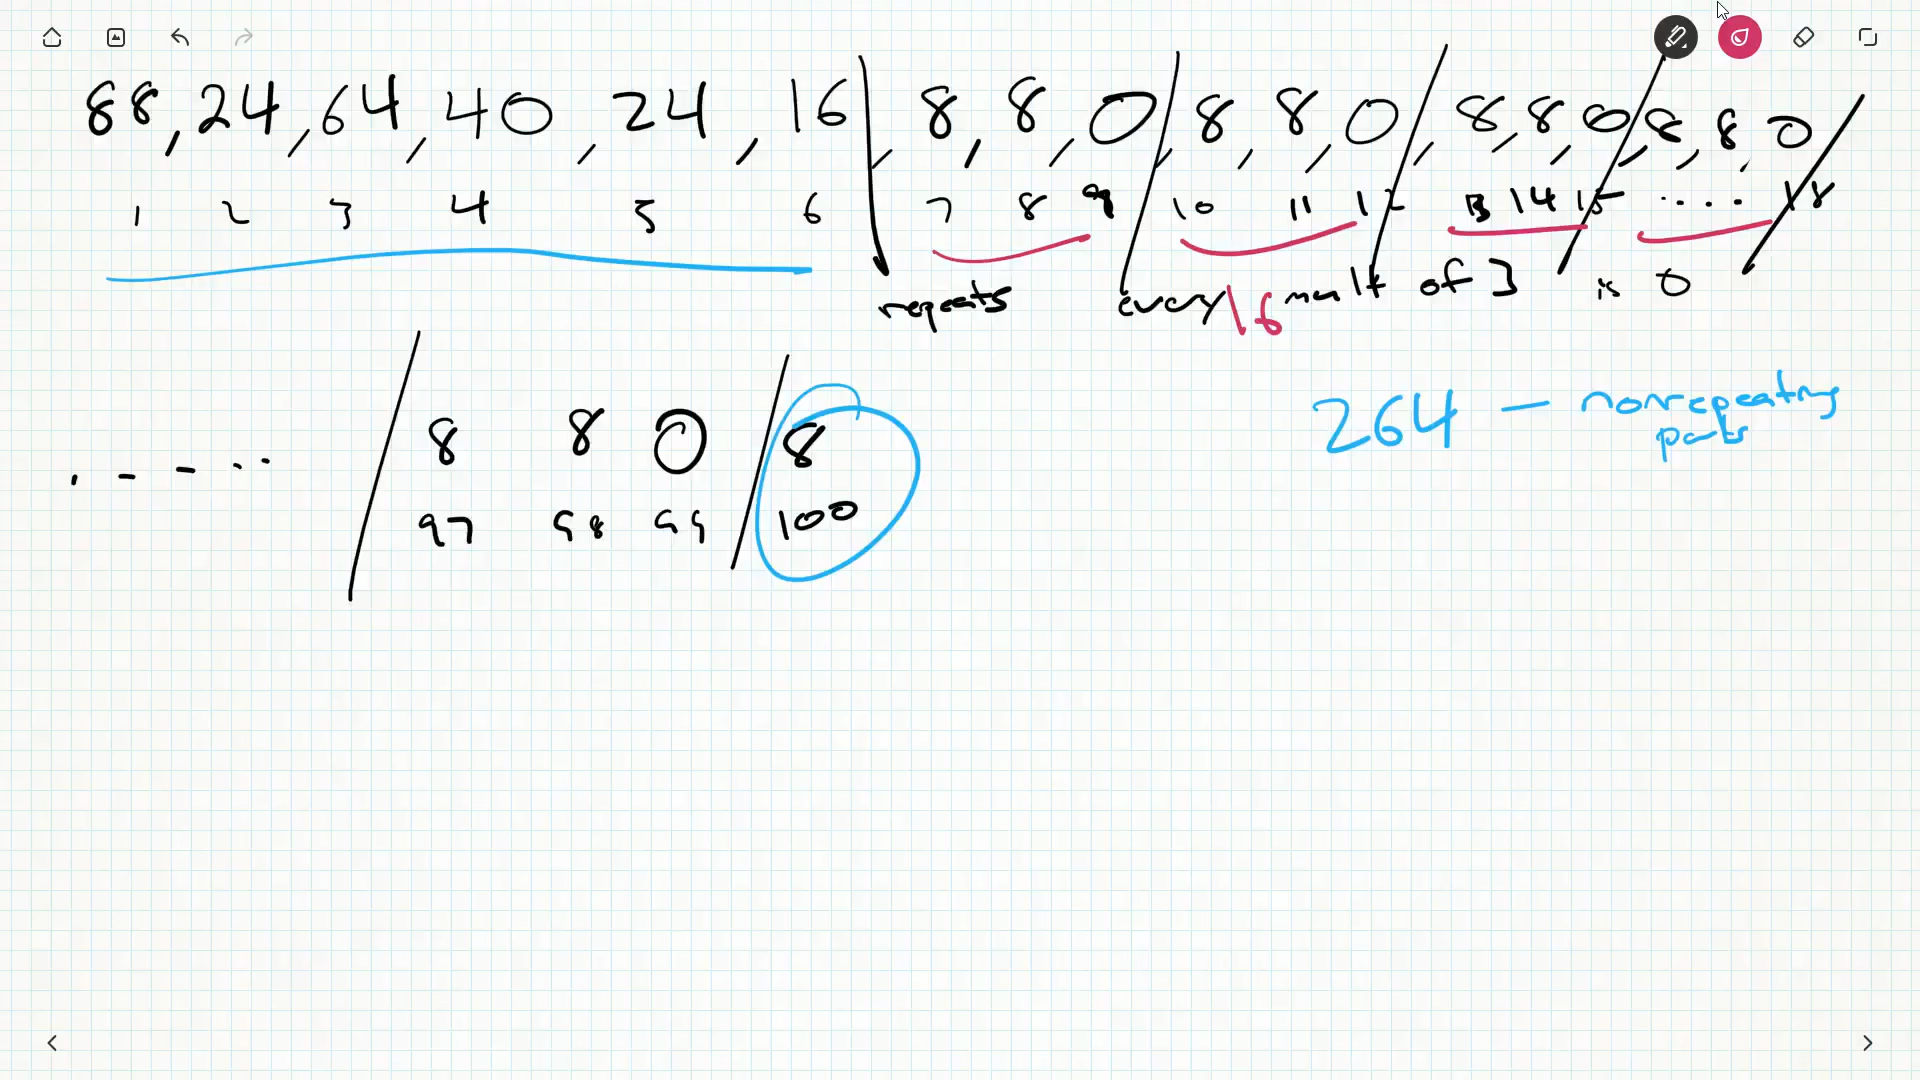 88, 24, 64, 40, 24, 16, 8, 8, 0, 8, 8, 0, 8, 8, 0, 8, 8, 0
1 2 3 4 5 6 7 8 9 10 11 12 13 14 15 .... 18
repeats every mult of 3 is 0
16
264 — nonrepeating parts
. - - . . 8 8 0 8
97 98 99 100